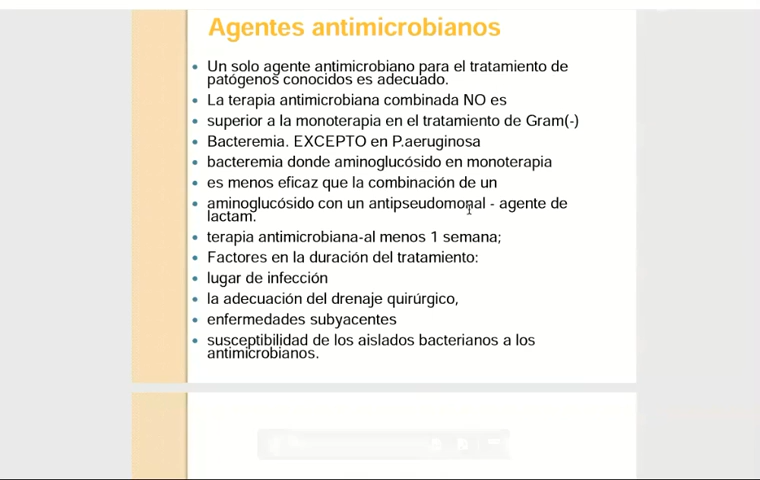 Agentes antimicrobianos
• Un solo agente antimicrobiano para el tratamiento de
patógenos conocidos es adecuado.
• La terapia antimicrobiana combinada NO es
• superior a la monoterapia en el tratamiento de Gram(-)
• Bacteremia. EXCEPTO en P.aeruginosa
• bacteremia donde aminoglucósido en monoterapia
• es menos eficaz que la combinación de un
• aminoglucósido con un antipseudomonal - agente de
lactam.
• terapia antimicrobiana-al menos 1 semana;
• Factores en la duración del tratamiento:
• lugar de infección
• la adecuación del drenaje quirúrgico,
• enfermedades subyacentes
• susceptibilidad de los aislados bacterianos a los
antimicrobianos.